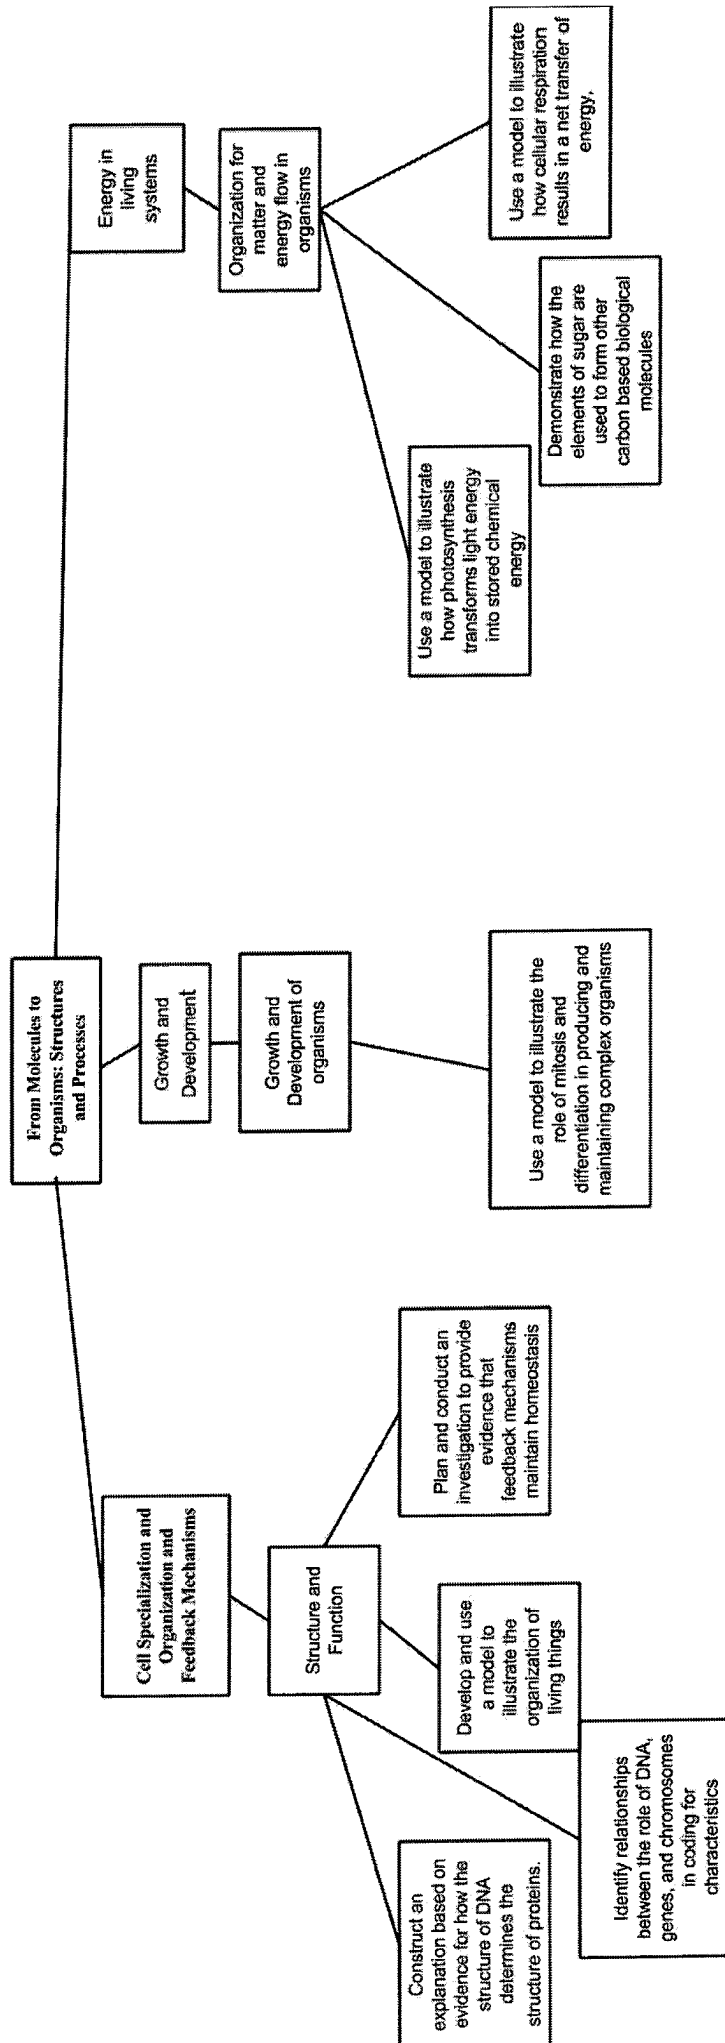 From Molecules to
Organisms: Structures
and Processes
Cell Specialization and
Organization and
Feedback Mechanisms
Structure and
Function
Construct an
explanation based on
evidence for how the
structure of DNA
determines the
structure of proteins.
Identify relationships
between the role of DNA,
genes, and chromosomes
in coding for
characteristics
Develop and use
a model to
illustrate the
organization of
living things
Plan and conduct an
investigation to provide
evidence that
feedback mechanisms
maintain homeostasis
Growth and
Development
Growth and
Development of
organisms
Use a model to illustrate the
role of mitosis and
differentiation in producing and
maintaining complex organisms
Energy in
living
systems
Organization for
matter and
energy flow in
organisms
Use a model to illustrate
how photosynthesis
transforms light energy
into stored chemical
energy
Demonstrate how the
elements of sugar are
used to form other
carbon based biological
molecules
Use a model to illustrate
how cellular respiration
results in a net transfer of
energy,